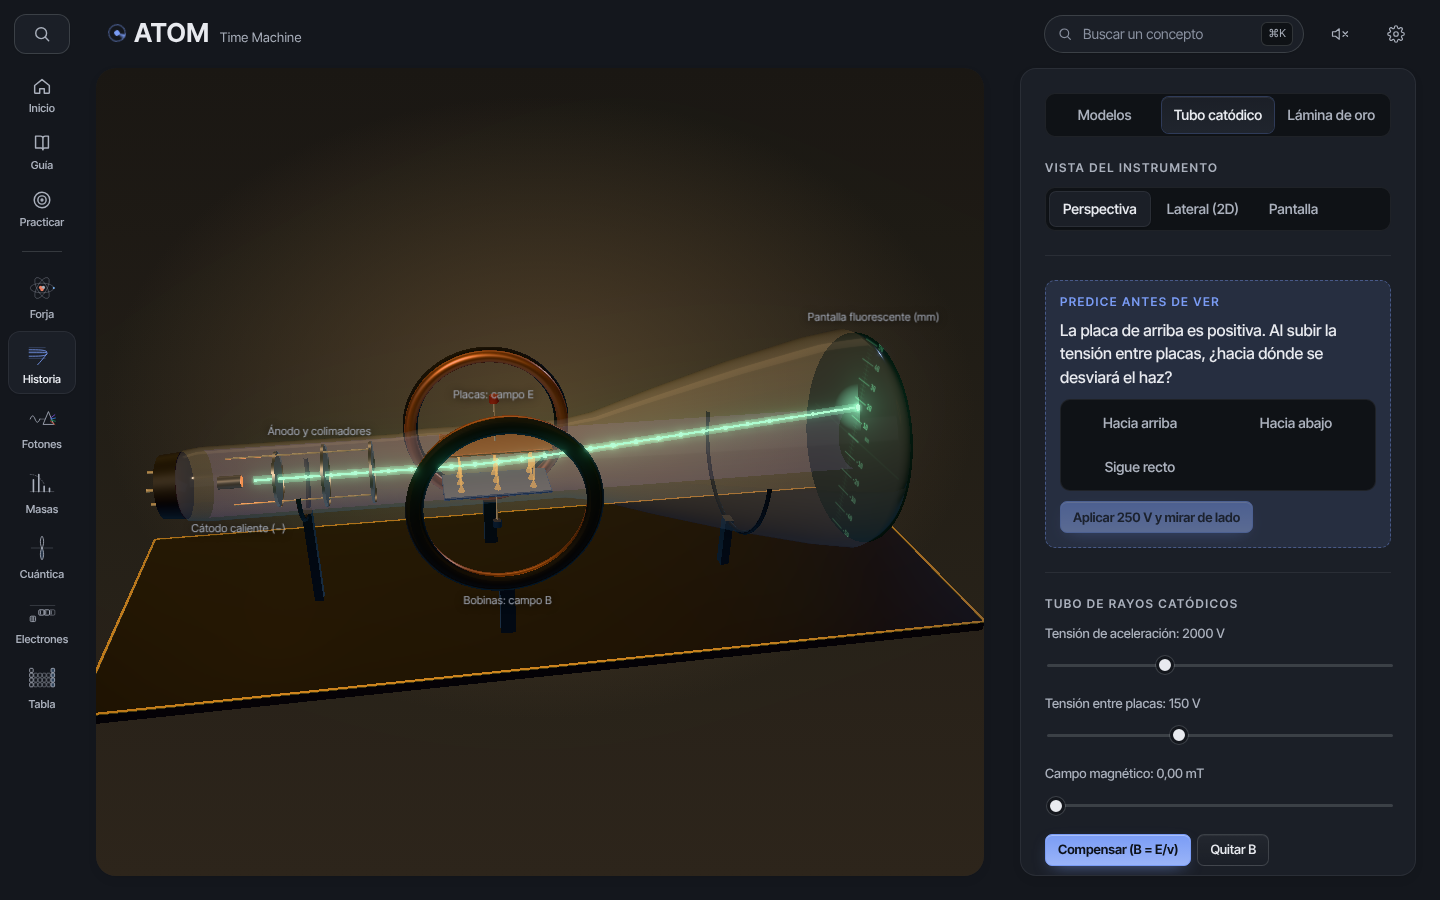 ATOM Time Machine
Buscar un concepto ⌘K
Inicio
Guía
Practicar
Forja
Historia
Fotones
Masas
Cuántica
Electrones
Tabla
Pantalla fluorescente (mm)
Placas: campo E
Ánodo y colimadores
Cátodo caliente (−)
Bobinas: campo B
Modelos Tubo catódico Lámina de oro
VISTA DEL INSTRUMENTO
Perspectiva Lateral (2D) Pantalla
PREDICE ANTES DE VER
La placa de arriba es positiva. Al subir la
tensión entre placas, ¿hacia dónde se
desviará el haz?
Hacia arriba Hacia abajo
Sigue recto
Aplicar 250 V y mirar de lado
TUBO DE RAYOS CATÓDICOS
Tensión de aceleración: 2000 V
Tensión entre placas: 150 V
Campo magnético: 0,00 mT
Compensar (B = E/v) Quitar B